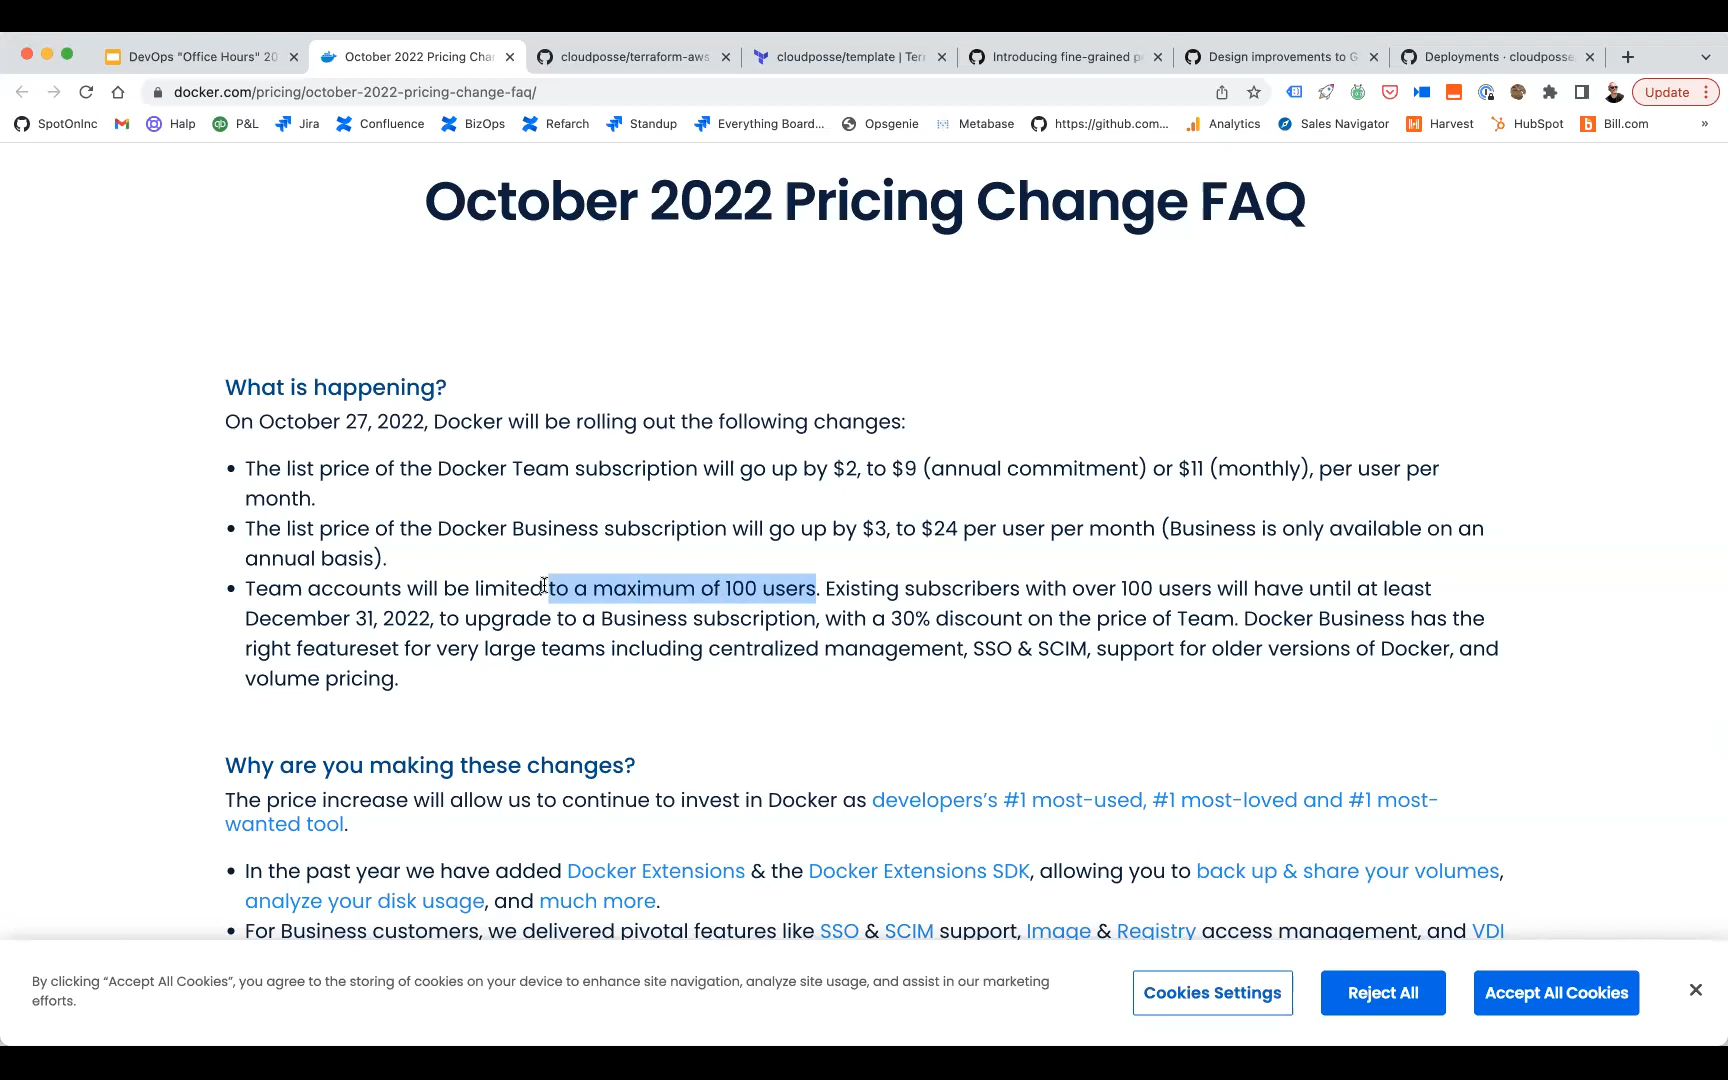 DevOps "Office Hours" 20
October 2022 Pricing Cha
cloudposse/terraform-aws
cloudposse/template | Terr
Introducing fine-grained p
Design improvements to G
Deployments · cloudposse
docker.com/pricing/october-2022-pricing-change-faq/
Update
SpotOnInc
Halp
P&L
Jira
Confluence
BizOps
Refarch
Standup
Everything Board...
Opsgenie
Metabase
https://github.com...
Analytics
Sales Navigator
Harvest
HubSpot
Bill.com
»
October 2022 Pricing Change FAQ
What is happening?
On October 27, 2022, Docker will be rolling out the following changes:
• The list price of the Docker Team subscription will go up by $2, to $9 (annual commitment) or $11 (monthly), per user per
month.
• The list price of the Docker Business subscription will go up by $3, to $24 per user per month (Business is only available on an
annual basis).
• Team accounts will be limited to a maximum of 100 users. Existing subscribers with over 100 users will have until at least
December 31, 2022, to upgrade to a Business subscription, with a 30% discount on the price of Team. Docker Business has the
right featureset for very large teams including centralized management, SSO & SCIM, support for older versions of Docker, and
volume pricing.
Why are you making these changes?
The price increase will allow us to continue to invest in Docker as developers’s #1 most-used, #1 most-loved and #1 most-
wanted tool.
• In the past year we have added Docker Extensions & the Docker Extensions SDK, allowing you to back up & share your volumes,
analyze your disk usage, and much more.
• For Business customers, we delivered pivotal features like SSO & SCIM support, Image & Registry access management, and VDI
By clicking “Accept All Cookies”, you agree to the storing of cookies on your device to enhance site navigation, analyze site usage, and assist in our marketing
efforts.
Cookies Settings
Reject All
Accept All Cookies